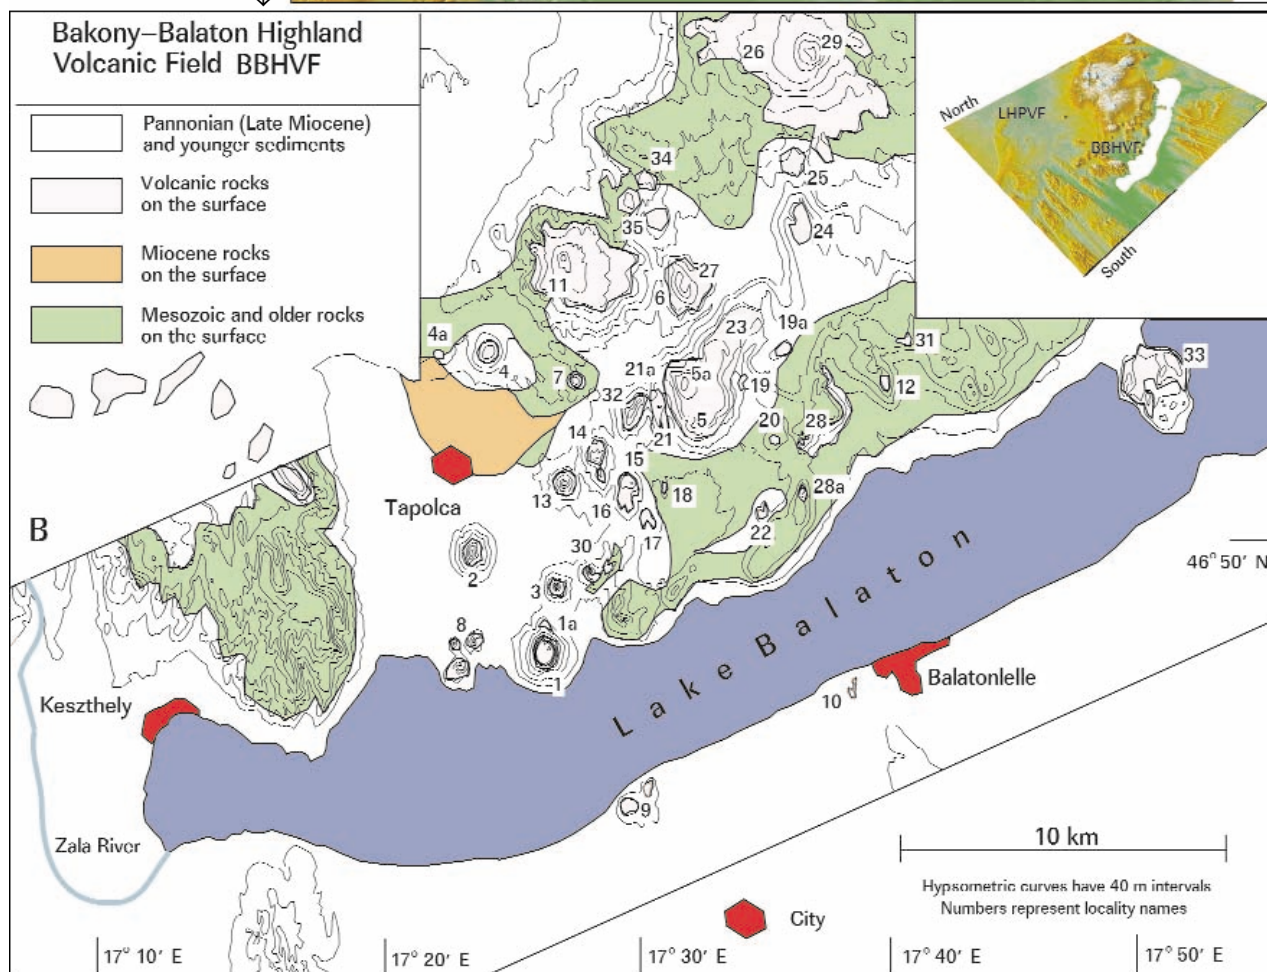 Bakony–Balaton Highland
Volcanic Field BBHVF
Pannonian (Late Miocene)
and younger sediments
Volcanic rocks
on the surface
Miocene rocks
on the surface
Mesozoic and older rocks
on the surface
North
LHPVF
BBHVF
South
26
29
34
25
35
24
11
27
6
23
19a
4a
31
4
7
21a
5a
19
12
33
32
5
28
14
21
20
15
13
16
18
28a
17
22
Tapolca
B
2
30
3
46° 50' N
8
1a
1
Lake Balaton
Keszthely
Balatonlelle
10
9
Zala River
10 km
Hypsometric curves have 40 m intervals
Numbers represent locality names
City
17° 10' E
17° 20' E
17° 30' E
17° 40' E
17° 50' E